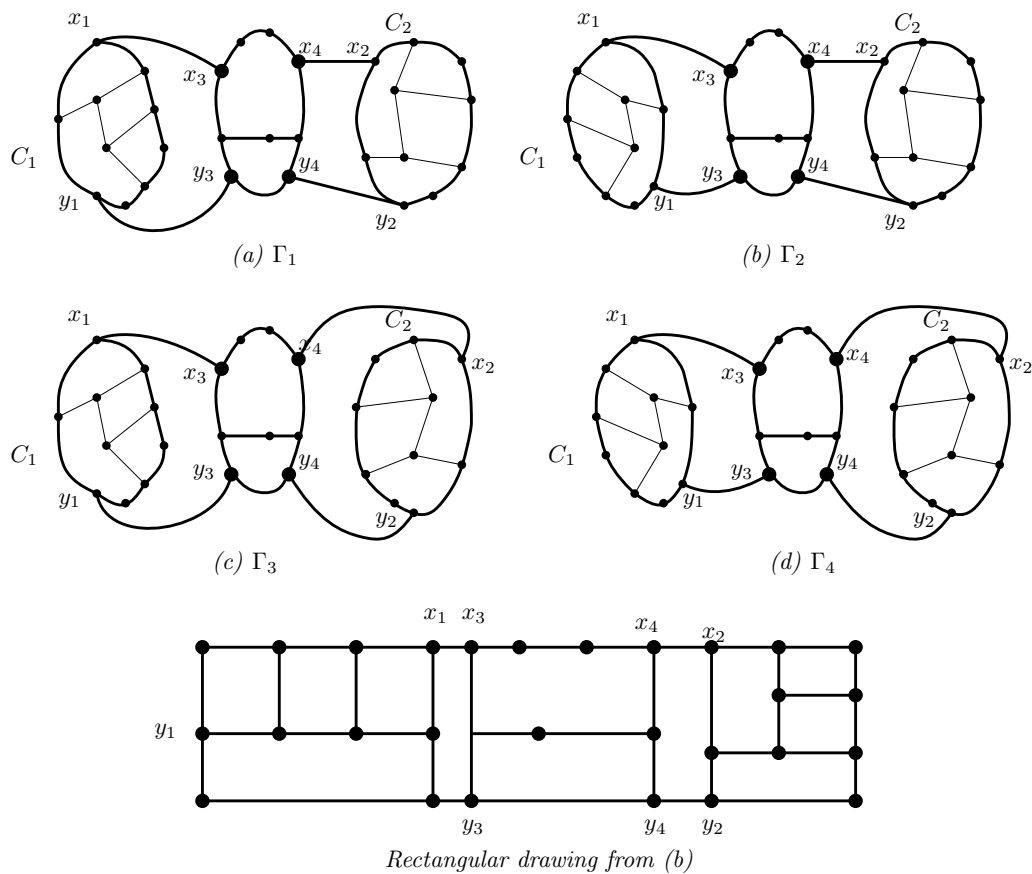 x₁ C₂ x₁ C₂
x₄ x₂ x₄ x₂
x₃ x₃
C₁ C₁
y₃ y₄ y₃ y₄
y₁ y₂ y₁ y₂
(a) Γ₁ (b) Γ₂
x₁ C₂ x₁ C₂
x₄ x₂ x₄ x₂
x₃ x₃
C₁ y₃ y₄ C₁ y₃ y₄
y₁ y₂ y₁ y₂
(c) Γ₃ (d) Γ₄
x₁ x₃ x₄ x₂
y₁
y₃ y₄ y₂
Rectangular drawing from (b)